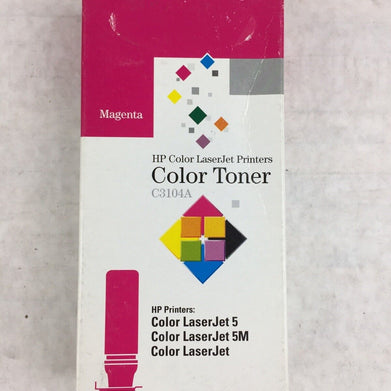 Magenta
HP Color LaserJet Printers
Color Toner
C3104A
HP Printers:
Color LaserJet 5
Color LaserJet 5M
Color LaserJet